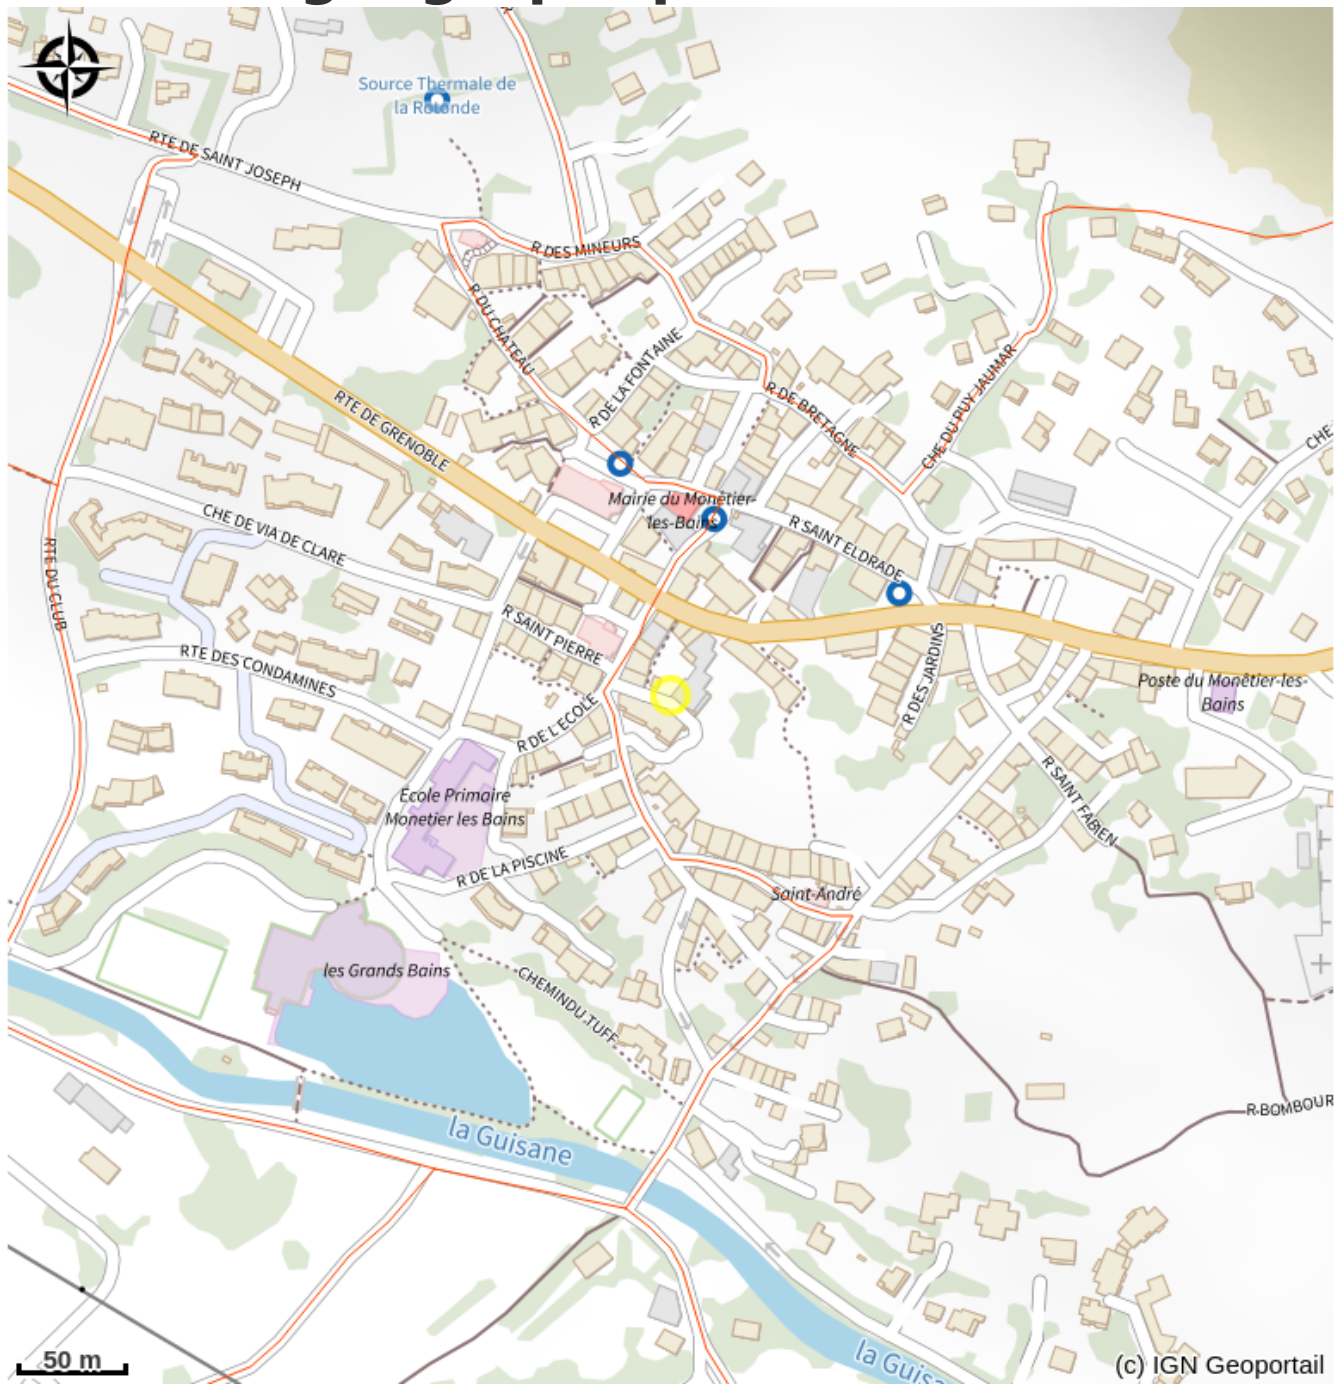 Source Thermale de
la Rotonde
RTE DE SAINT JOSEPH
R DES MINEURS
R DU CHATEAU
R DE LA FONTAINE
RTE DE GRENOBLE
R DE BRETAGNE
CHE DU PUY JAUMAR
CHE
Mairie du Monêtier-
les-Bains
R SAINT ELDRADE
CHE DE VIA DE CLARE
RTE DU CLUB
R SAINT PIERRE
RTE DES CONDAMINES
R DE L'ECOLE
R DES JARDINS
Poste du Monêtier-les-
Bains
R SAINT FABIEN
Ecole Primaire
Monetier les Bains
R DE LA PISCINE
Saint-André
les Grands Bains
CHEMIN DU TUFF
R BOMBOUR
la Guisane
la Guisa
50 m
(c) IGN Geoportail